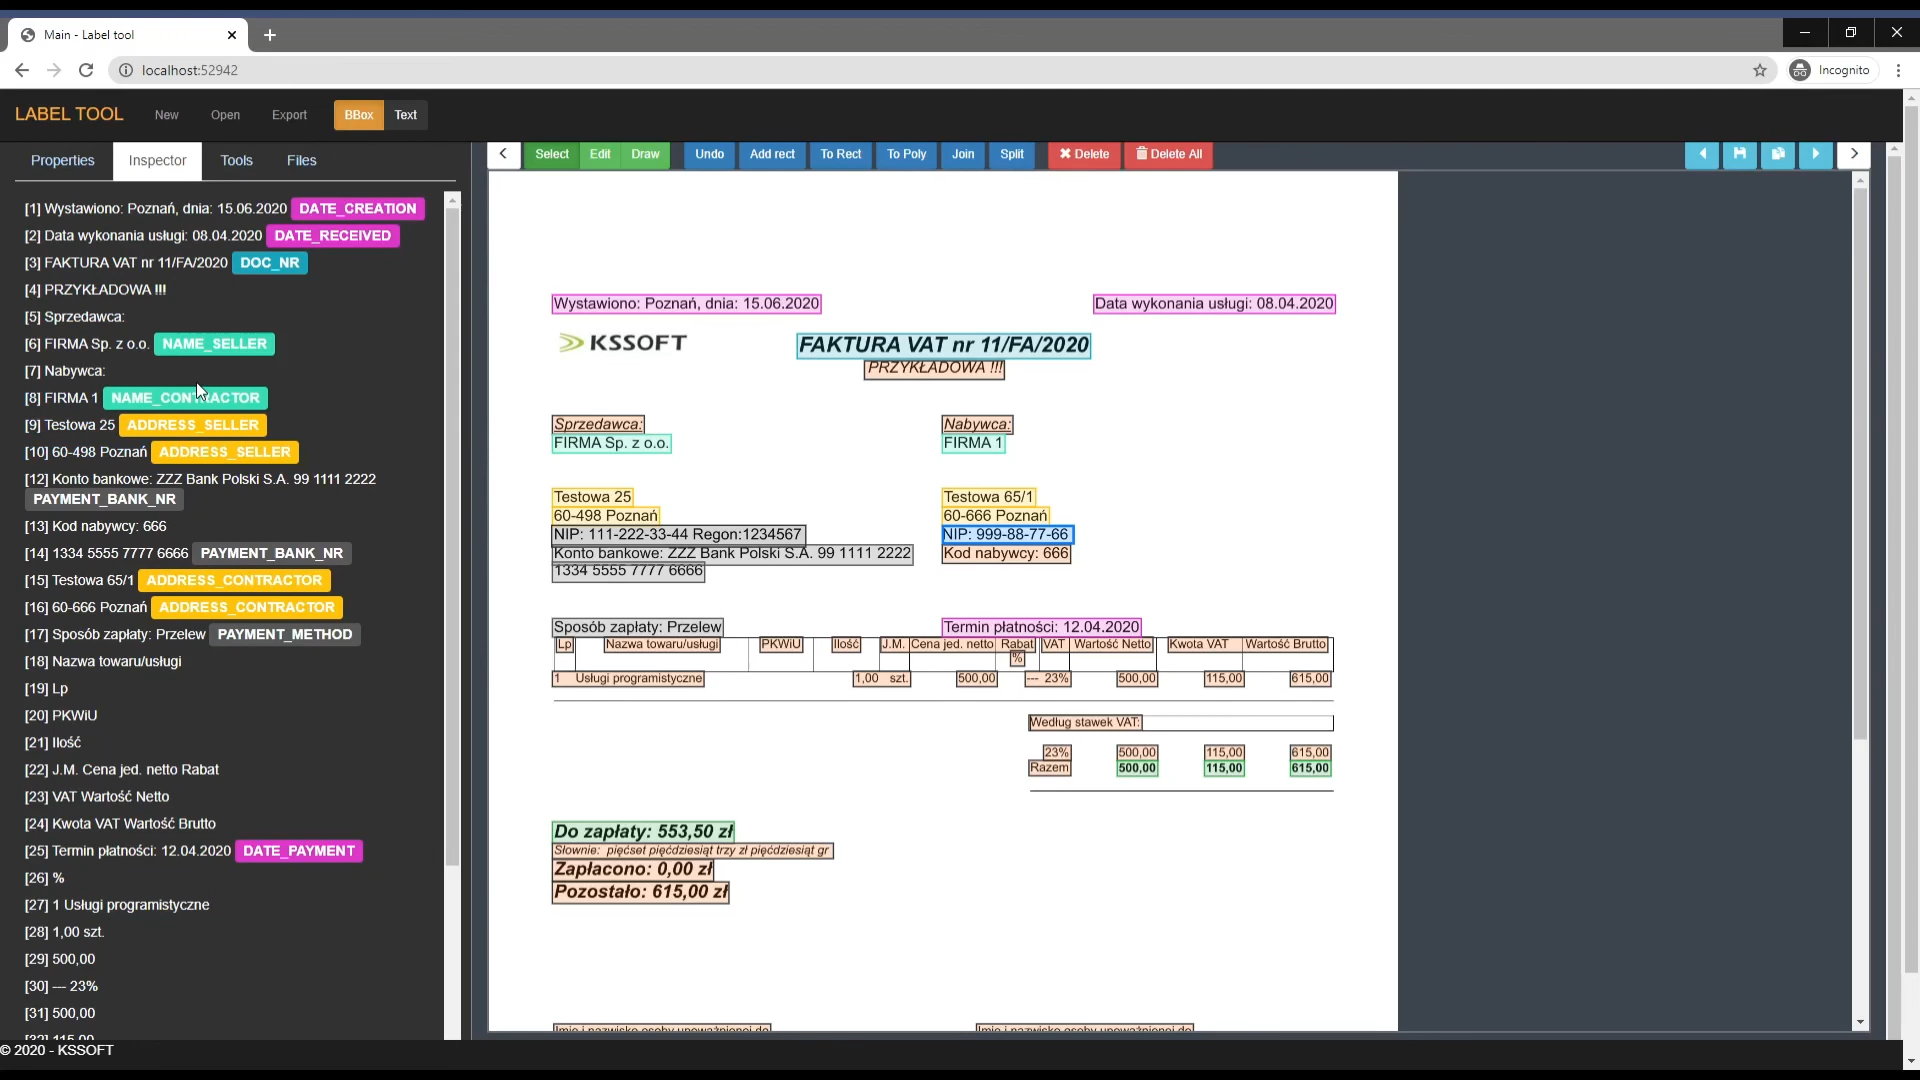 Main - Label tool
localhost:52942
Incognito
LABEL TOOL New Open Export BBox Text
Properties Inspector Tools Files
[1] Wystawiono: Poznań, dnia: 15.06.2020 DATE_CREATION
[2] Data wykonania usługi: 08.04.2020 DATE_RECEIVED
[3] FAKTURA VAT nr 11/FA/2020 DOC_NR
[4] PRZYKŁADOWA !!!
[5] Sprzedawca:
[6] FIRMA Sp. z o.o. NAME_SELLER
[7] Nabywca:
[8] FIRMA 1 NAME_CONTRACTOR
[9] Testowa 25 ADDRESS_SELLER
[10] 60-498 Poznań ADDRESS_SELLER
[12] Konto bankowe: ZZZ Bank Polski S.A. 99 1111 2222
PAYMENT_BANK_NR
[13] Kod nabywcy: 666
[14] 1334 5555 7777 6666 PAYMENT_BANK_NR
[15] Testowa 65/1 ADDRESS_CONTRACTOR
[16] 60-666 Poznań ADDRESS_CONTRACTOR
[17] Sposób zapłaty: Przelew PAYMENT_METHOD
[18] Nazwa towaru/usługi
[19] Lp
[20] PKWiU
[21] Ilość
[22] J.M. Cena jed. netto Rabat
[23] VAT Wartość Netto
[24] Kwota VAT Wartość Brutto
[25] Termin płatności: 12.04.2020 DATE_PAYMENT
[26] %
[27] 1 Usługi programistyczne
[28] 1,00 szt.
[29] 500,00
[30] --- 23%
[31] 500,00
[32] 115,00
© 2020 - KSSOFT
Select Edit Draw Undo Add rect To Rect To Poly Join Split Delete Delete All
Wystawiono: Poznań, dnia: 15.06.2020 Data wykonania usługi: 08.04.2020
KSSOFT
FAKTURA VAT nr 11/FA/2020
PRZYKŁADOWA !!!
Sprzedawca: Nabywca:
FIRMA Sp. z o.o. FIRMA 1
Testowa 25 Testowa 65/1
60-498 Poznań 60-666 Poznań
NIP: 111-222-33-44 Regon:1234567 NIP: 999-88-77-66
Konto bankowe: ZZZ Bank Polski S.A. 99 1111 2222 Kod nabywcy: 666
1334 5555 7777 6666
Sposób zapłaty: Przelew Termin płatności: 12.04.2020
Lp Nazwa towaru/usługi PKWiU Ilość J.M. Cena jed. netto Rabat VAT Wartość Netto Kwota VAT Wartość Brutto
%
1 Usługi programistyczne 1,00 szt. 500,00 --- 23% 500,00 115,00 615,00
Według stawek VAT:
23% 500,00 115,00 615,00
Razem 500,00 115,00 615,00
Do zapłaty: 553,50 zł
Słownie: pięćset pięćdziesiąt trzy zł pięćdziesiąt gr
Zapłacono: 0,00 zł
Pozostało: 615,00 zł
Imię i nazwisko osoby upoważnionej do Imię i nazwisko osoby upoważnionej do